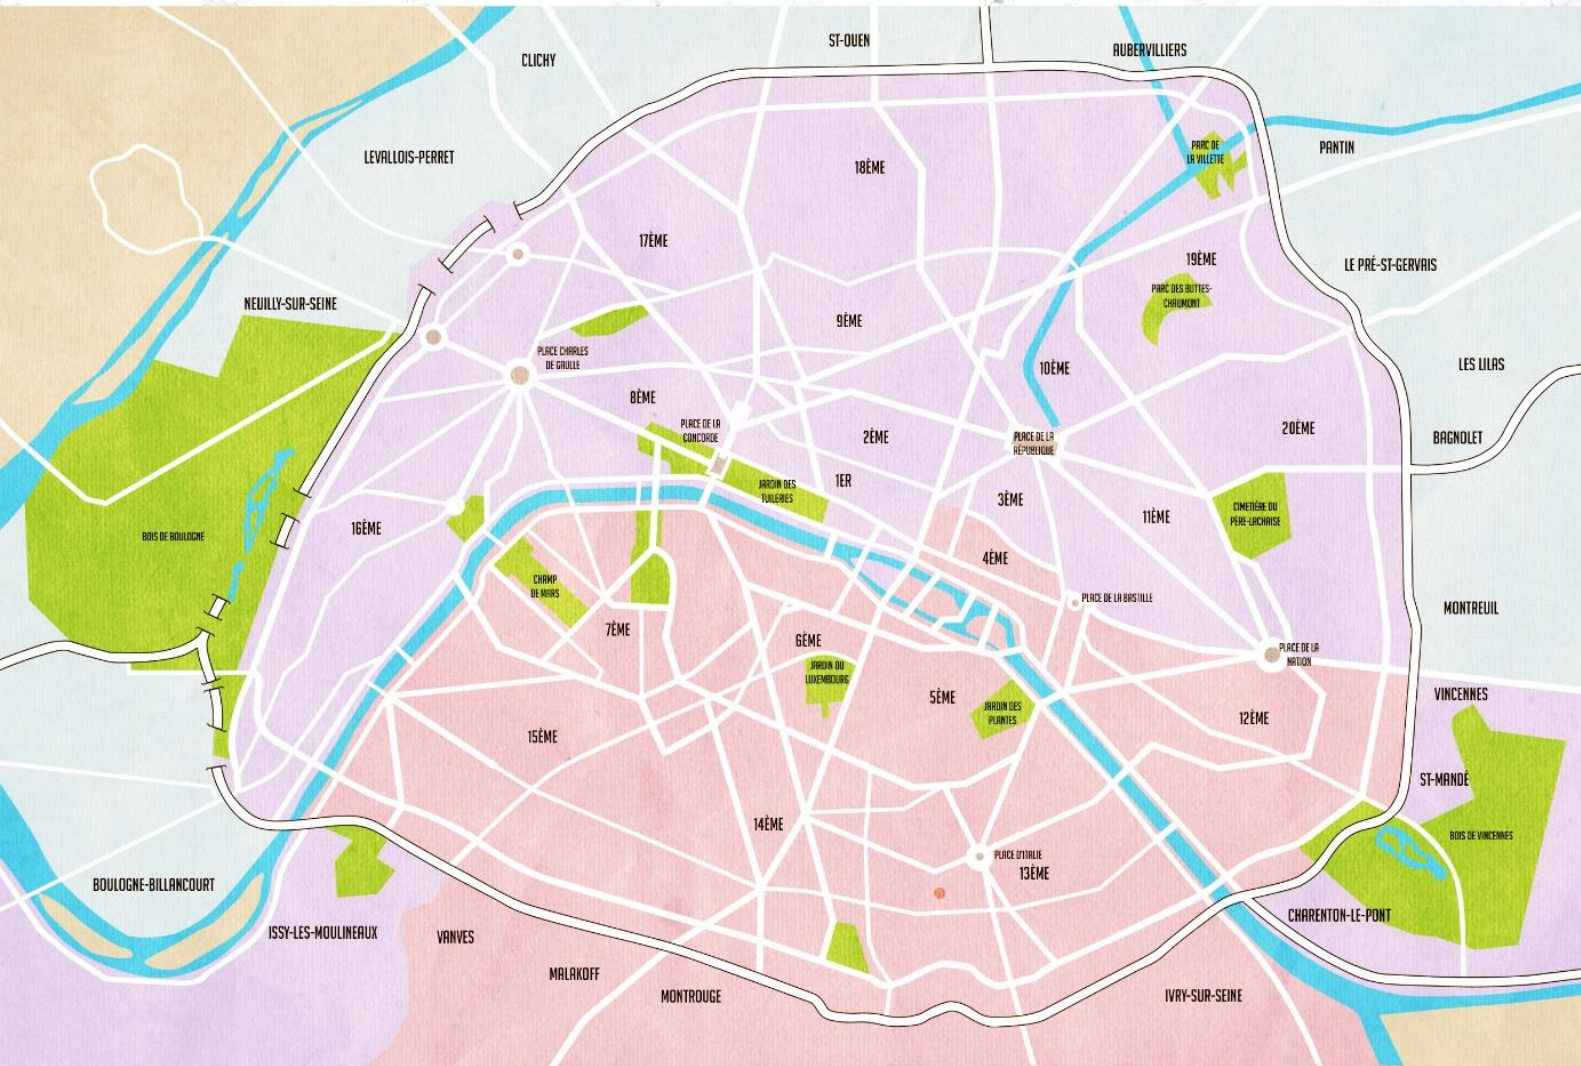 ST-OUEN
AUBERVILLIERS
CLICHY
PARC DE
LA VILLETTE
PANTIN
LEVALLOIS-PERRET
18ÈME
17ÈME
19ÈME
LE PRÉ-ST-GERVAIS
PARC DES BUTTES-
CHAUMONT
NEUILLY-SUR-SEINE
9ÈME
PLACE CHARLES
DE GAULLE
10ÈME
LES LILAS
8ÈME
PLACE DE LA
CONCORDE
2ÈME
PLACE DE LA
RÉPUBLIQUE
20ÈME
BAGNOLET
1ER
JARDIN DES
TUILERIES
3ÈME
11ÈME
CIMETIÈRE DU
PÈRE-LACHAISE
16ÈME
BOIS DE BOULOGNE
4ÈME
CHAMP
DE MARS
PLACE DE LA BASTILLE
MONTREUIL
7ÈME
6ÈME
PLACE DE LA
NATION
JARDIN DU
LUXEMBOURG
5ÈME
VINCENNES
JARDIN DES
PLANTES
12ÈME
15ÈME
ST-MANDÉ
14ÈME
BOIS DE VINCENNES
PLACE D'ITALIE
13ÈME
BOULOGNE-BILLANCOURT
CHARENTON-LE-PONT
ISSY-LES-MOULINEAUX
VANVES
MALAKOFF
MONTROUGE
IVRY-SUR-SEINE